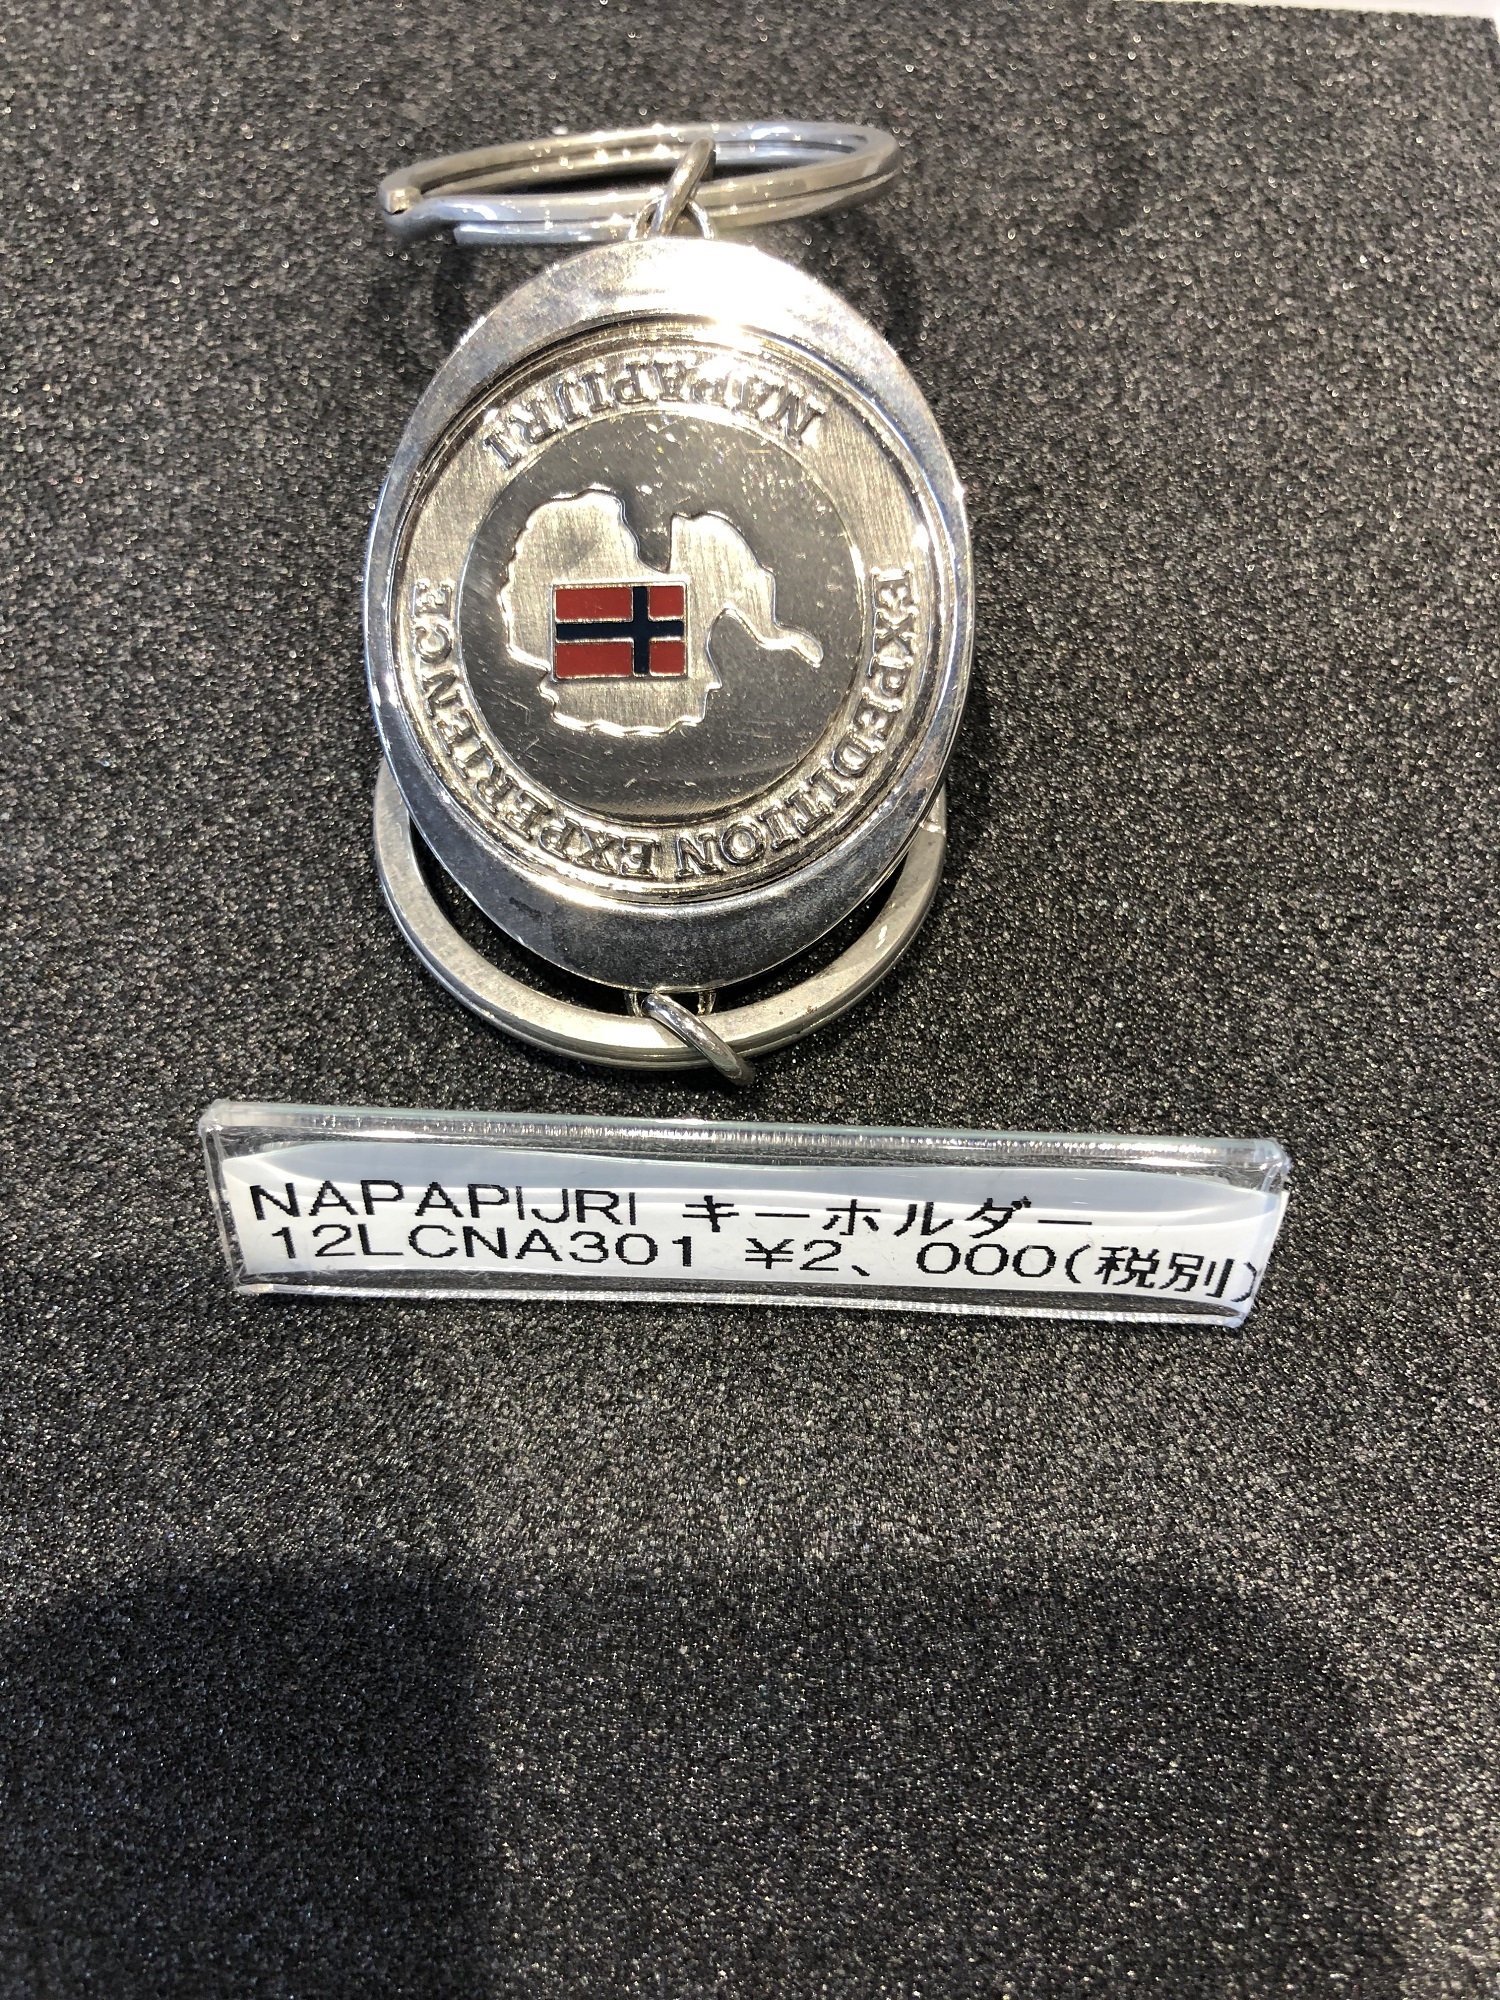 NAPAPIJRI
EXPEDITION EXPERIENCE
NAPAPIJRI キーホルダー
12LCNA301 ¥2、000(税別)